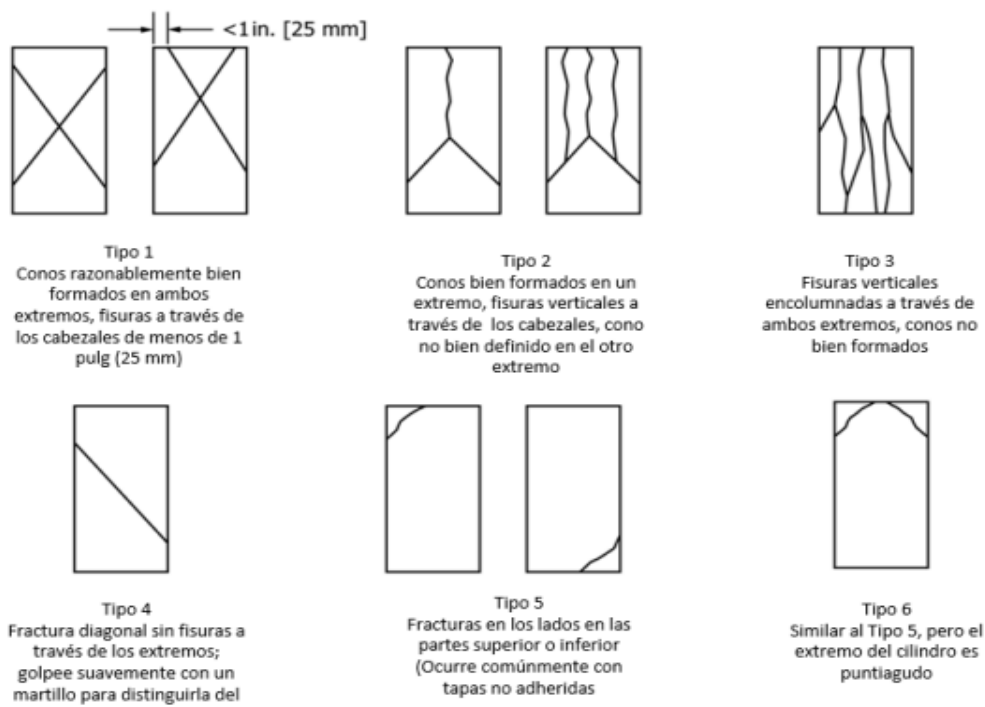 <1in. [25 mm]
Tipo 1
Conos razonablemente bien
formados en ambos
extremos, fisuras a través de
los cabezales de menos de 1
pulg (25 mm)
Tipo 2
Conos bien formados en un
extremo, fisuras verticales a
través de los cabezales, cono
no bien definido en el otro
extremo
Tipo 3
Fisuras verticales
encolumnadas a través de
ambos extremos, conos no
bien formados
Tipo 4
Fractura diagonal sin fisuras a
través de los extremos;
golpee suavemente con un
martillo para distinguirla del
Tipo 5
Fracturas en los lados en las
partes superior o inferior
(Ocurre comúnmente con
tapas no adheridas
Tipo 6
Similar al Tipo 5, pero el
extremo del cilindro es
puntiagudo